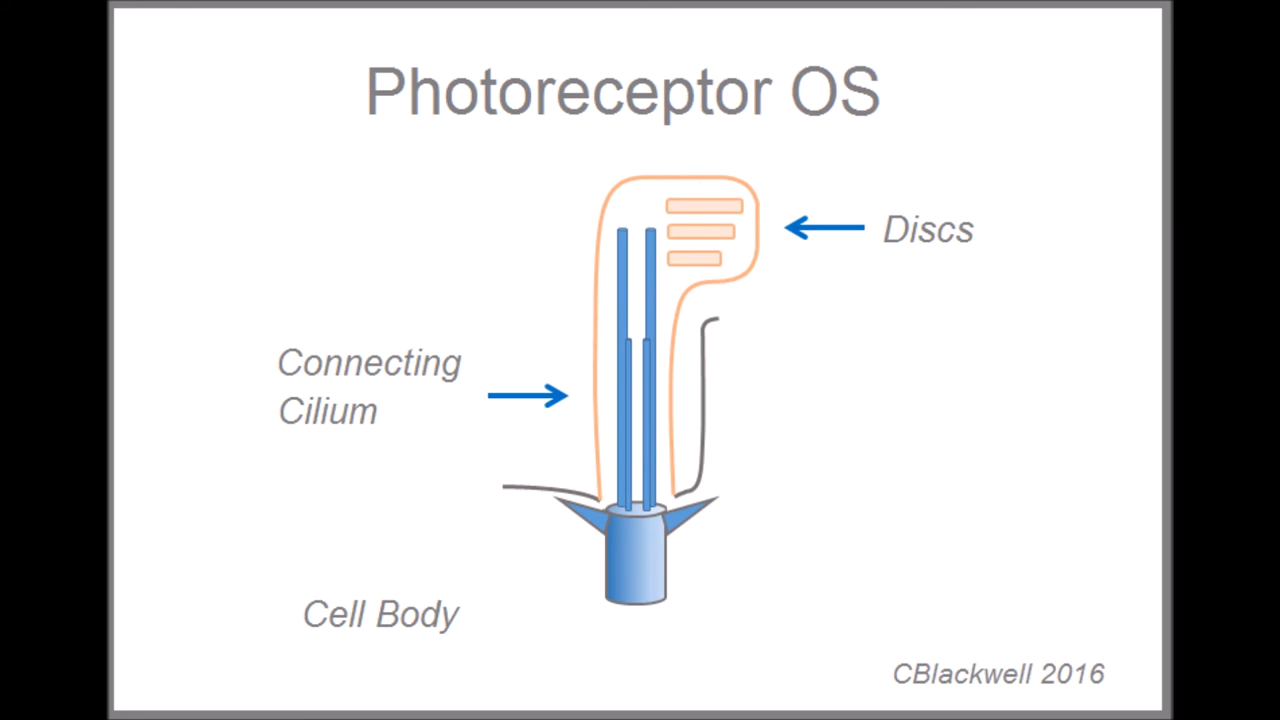 Photoreceptor OS
Discs
Connecting
Cilium
Cell Body
CBlackwell 2016